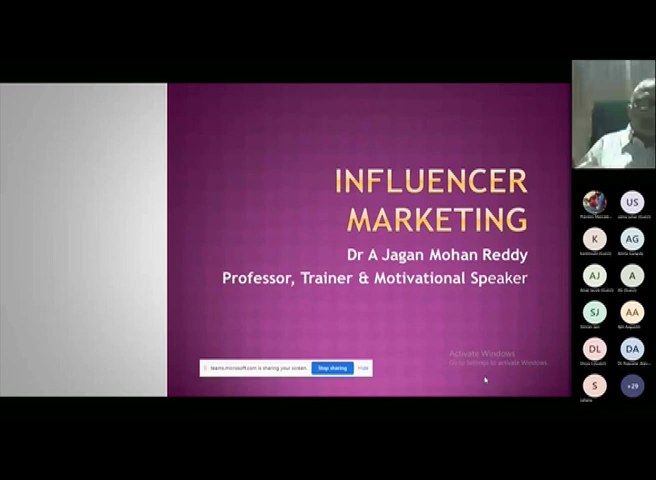 INFLUENCER
MARKETING
Dr A Jagan Mohan Reddy
Professor, Trainer & Motivational Speaker
Activate Windows
Go to Settings to activate Windows.
teams.microsoft.com is sharing your screen.
Stop sharing
Hide
US
K
AG
AJ
A
SJ
AA
DL
DA
S
+29